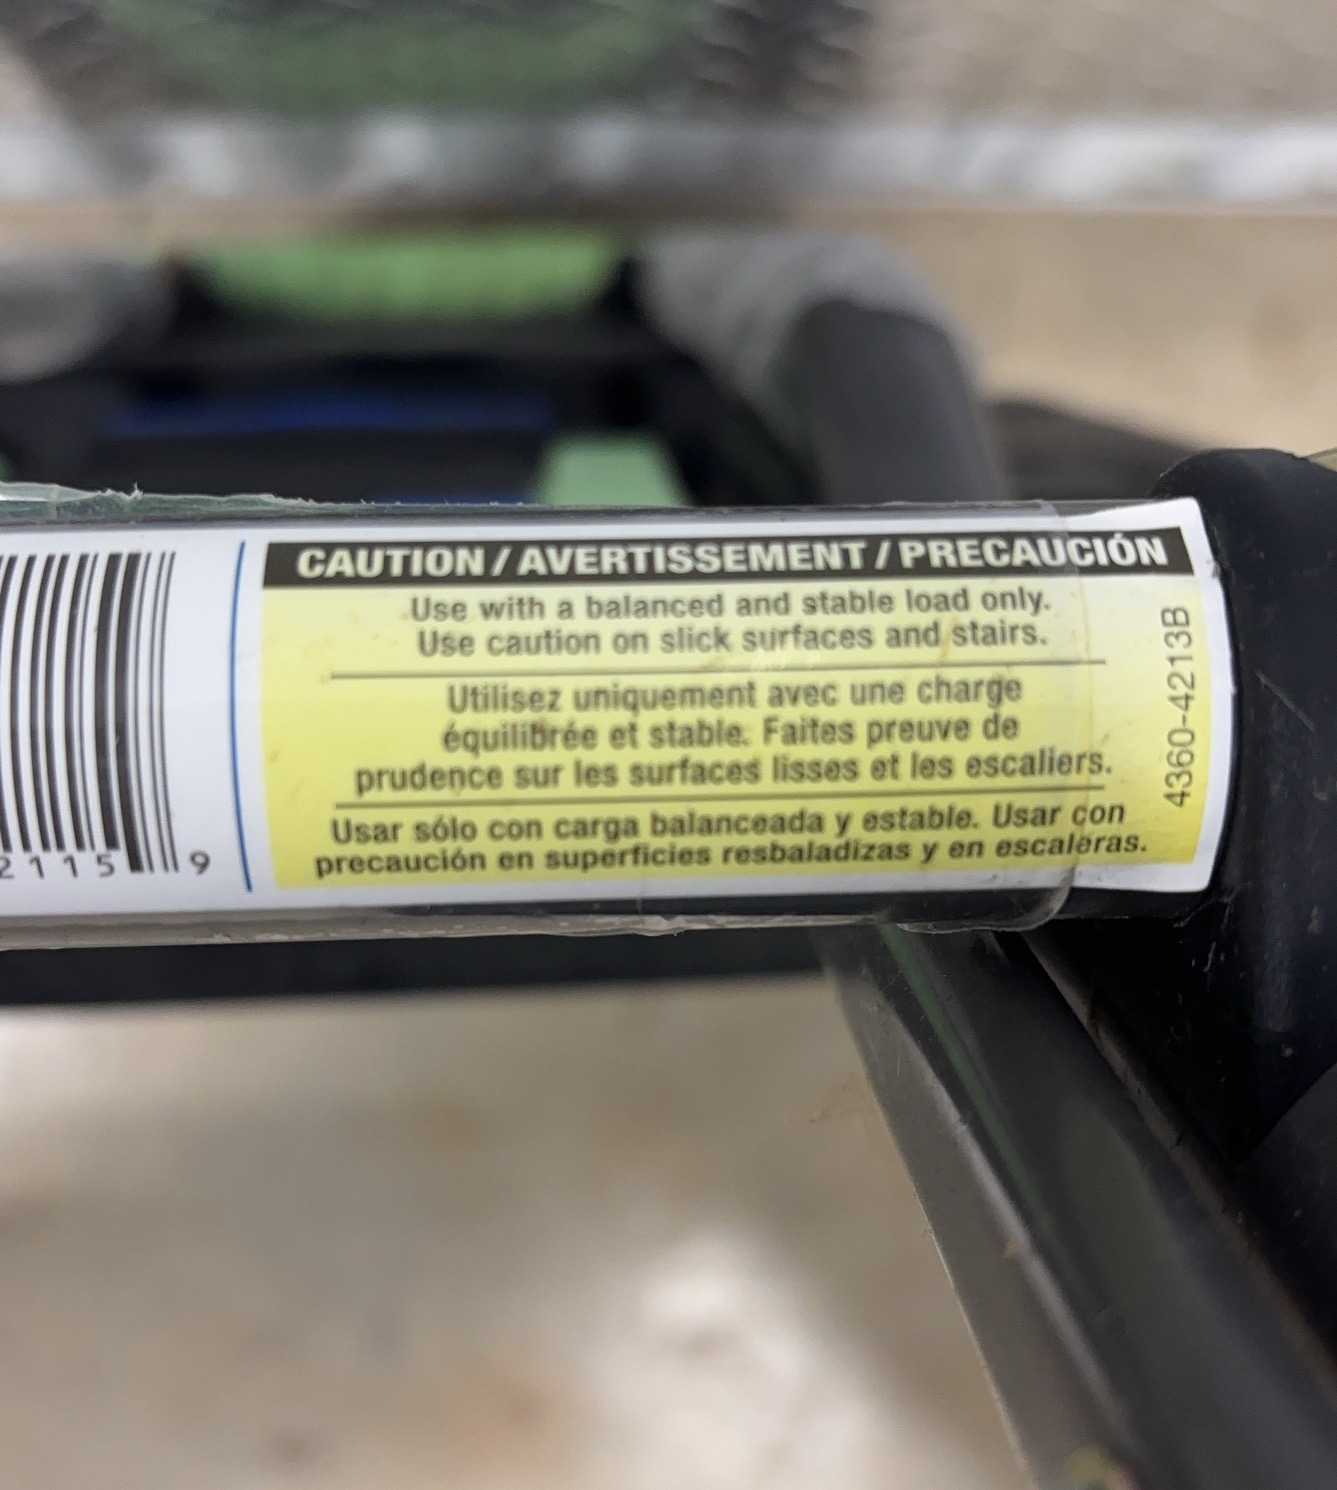 CAUTION / AVERTISSEMENT / PRECAUCIÓN
Use with a balanced and stable load only.
Use caution on slick surfaces and stairs.
Utilisez uniquement avec une charge
équilibrée et stable. Faites preuve de
prudence sur les surfaces lisses et les escaliers.
Usar sólo con carga balanceada y estable. Usar con
precaución en superficies resbaladizas y en escaleras.
4360-4213B
2115 9